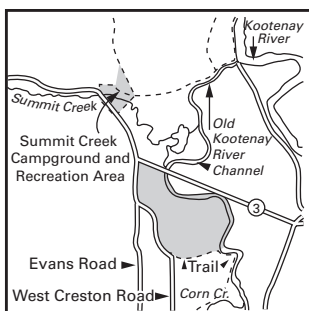 Kootenay
River
Summit Creek
Old
Kootenay
River
Channel
Summit Creek
Campground and
Recreation Area
3
Evans Road
Trail
West Creston Road
Corn Cr.